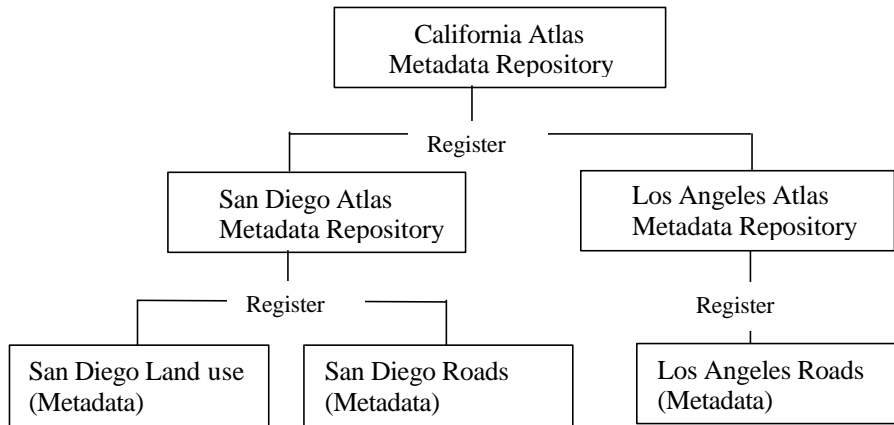 California Atlas
Metadata Repository
Register
San Diego Atlas
Metadata Repository
Los Angeles Atlas
Metadata Repository
Register
Register
San Diego Land use
(Metadata)
San Diego Roads
(Metadata)
Los Angeles Roads
(Metadata)